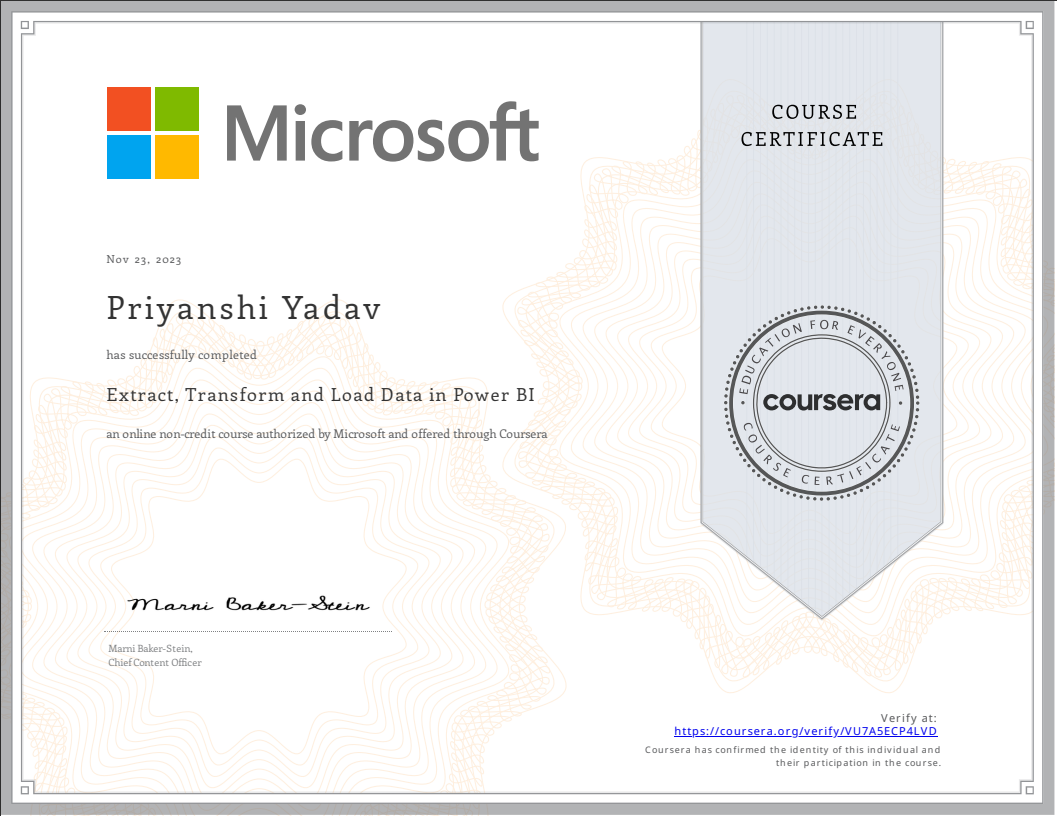 Microsoft
COURSE
CERTIFICATE
Nov 23, 2023
Priyanshi Yadav
has successfully completed
Extract, Transform and Load Data in Power BI
an online non-credit course authorized by Microsoft and offered through Coursera
EDUCATION FOR EVERYONE
coursera
COURSE CERTIFICATE
Marni Baker-Stein
Marni Baker-Stein,
Chief Content Officer
Verify at:
https://coursera.org/verify/VU7A5ECP4LVD
Coursera has confirmed the identity of this individual and
their participation in the course.